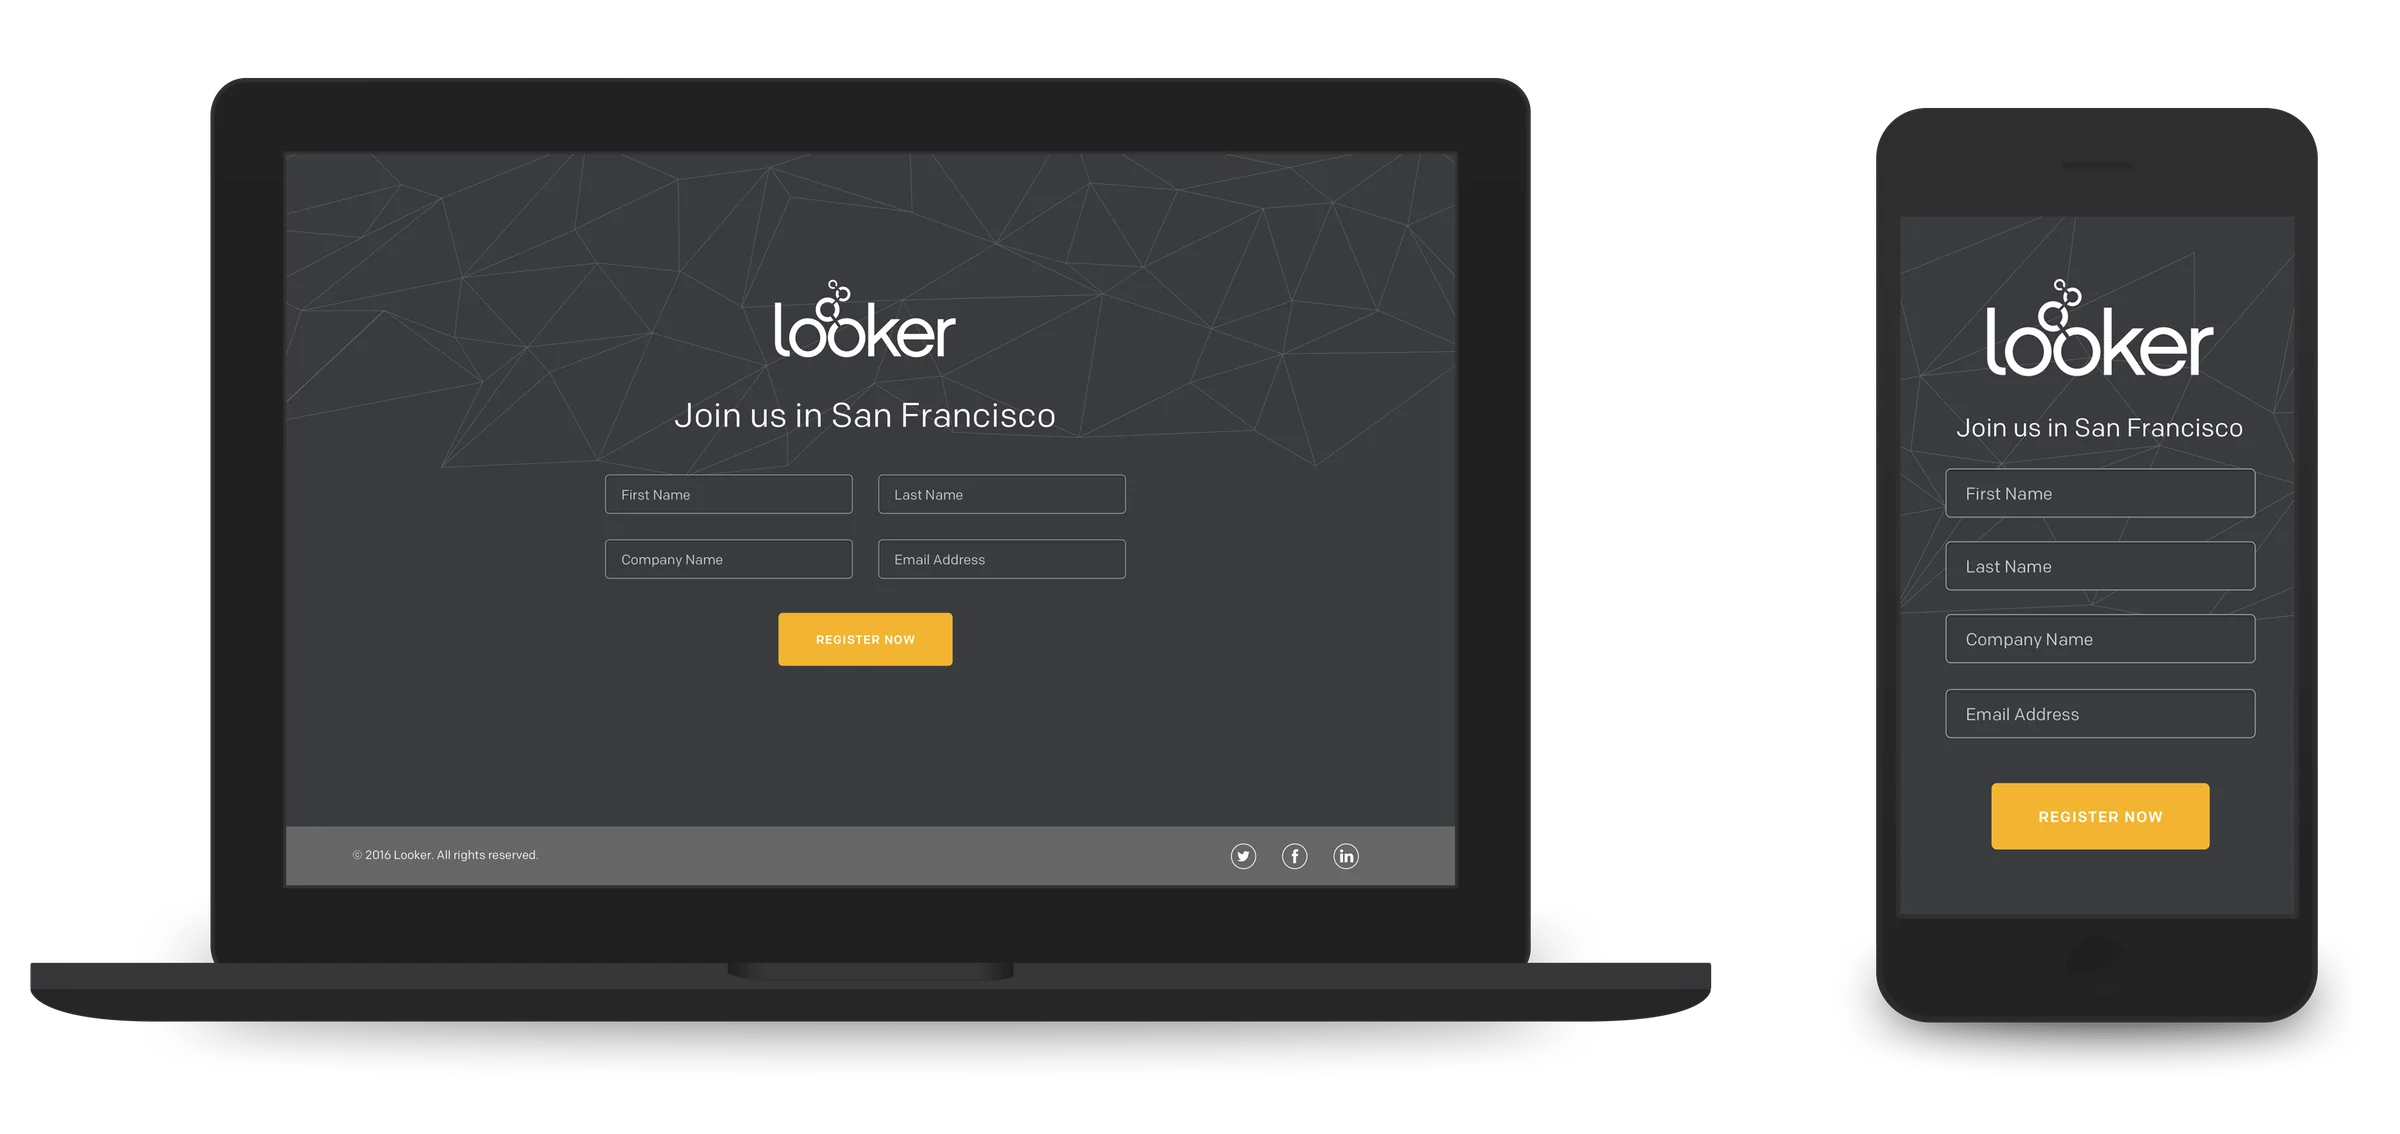 looker
Join us in San Francisco
First Name
Last Name
Company Name
Email Address
REGISTER NOW
© 2016 Looker. All rights reserved.
looker
Join us in San Francisco
First Name
Last Name
Company Name
Email Address
REGISTER NOW